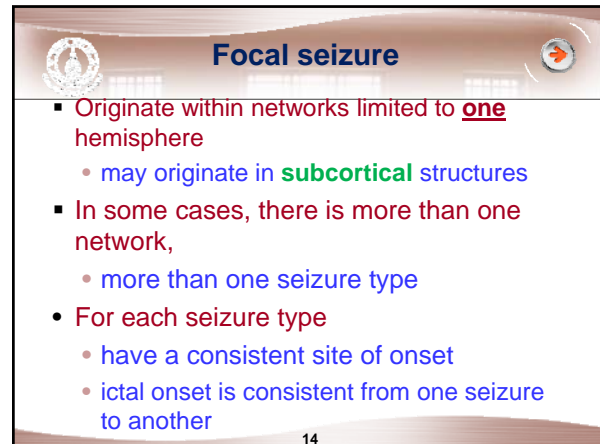 Focal seizure
▪ Originate within networks limited to one
hemisphere
• may originate in subcortical structures
▪ In some cases, there is more than one
network,
• more than one seizure type
• For each seizure type
• have a consistent site of onset
• ictal onset is consistent from one seizure
to another
14